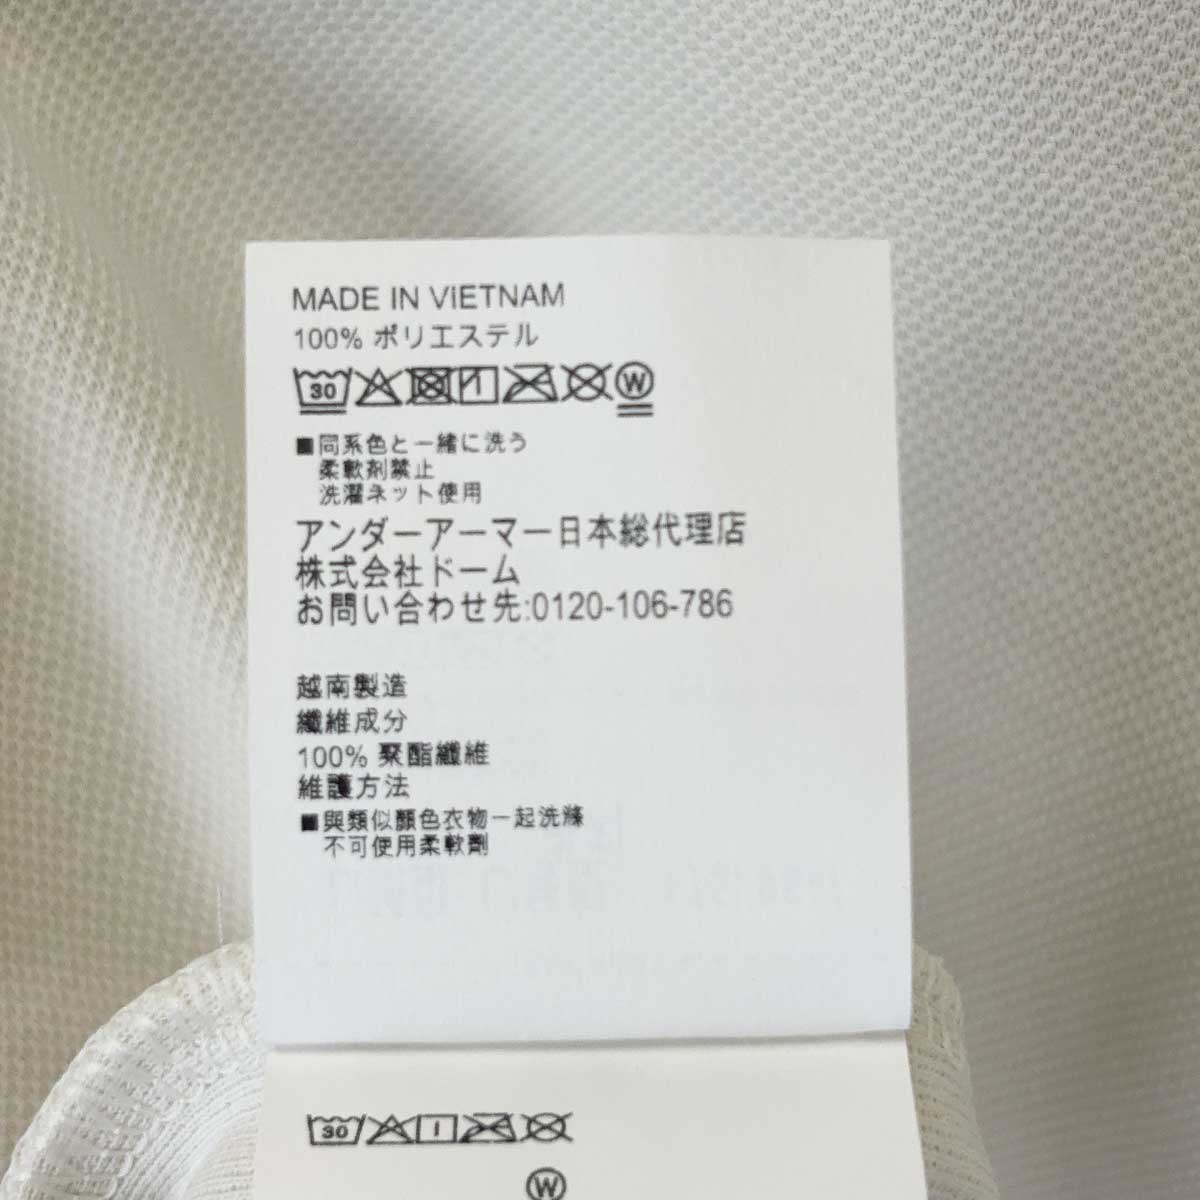 MADE IN VIETNAM
100% ポリエステル
30 W
■同系色と一緒に洗う
柔軟剤禁止
洗濯ネット使用
アンダーアーマー日本総代理店
株式会社ドーム
お問い合わせ先:0120-106-786
越南製造
纖維成分
100% 聚酯纖維
維護方法
■與類似顏色衣物一起洗滌
不可使用柔軟劑
30
W